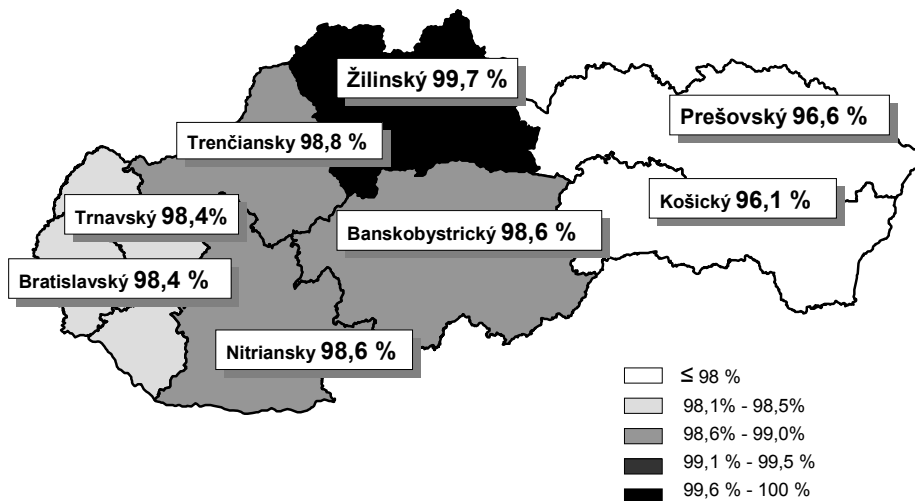 Žilinský 99,7 %
Prešovský 96,6 %
Trenčiansky 98,8 %
Košický 96,1 %
Trnavský 98,4%
Banskobystrický 98,6 %
Bratislavský 98,4 %
Nitriansky 98,6 %
≤ 98 %
98,1% - 98,5%
98,6% - 99,0%
99,1 % - 99,5 %
99,6 % - 100 %